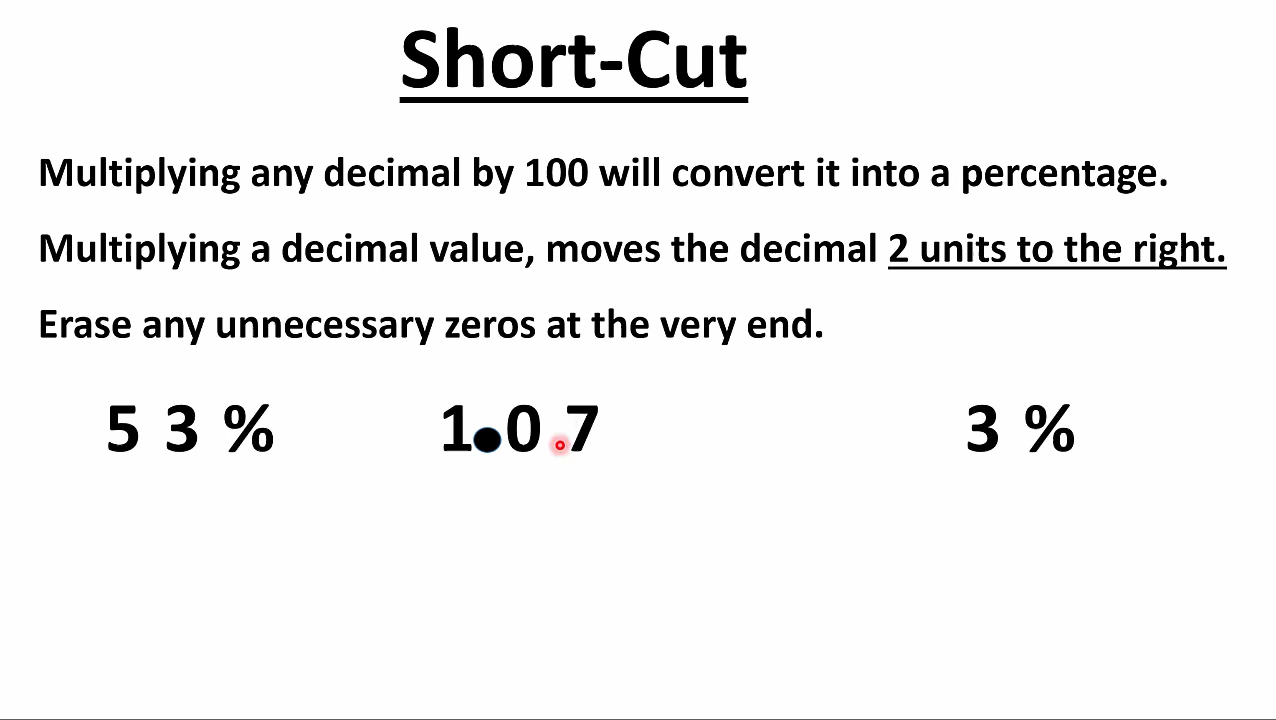 Short-Cut
Multiplying any decimal by 100 will convert it into a percentage.
Multiplying a decimal value, moves the decimal 2 units to the right.
Erase any unnecessary zeros at the very end.
5 3 % 1.0 7 3 %